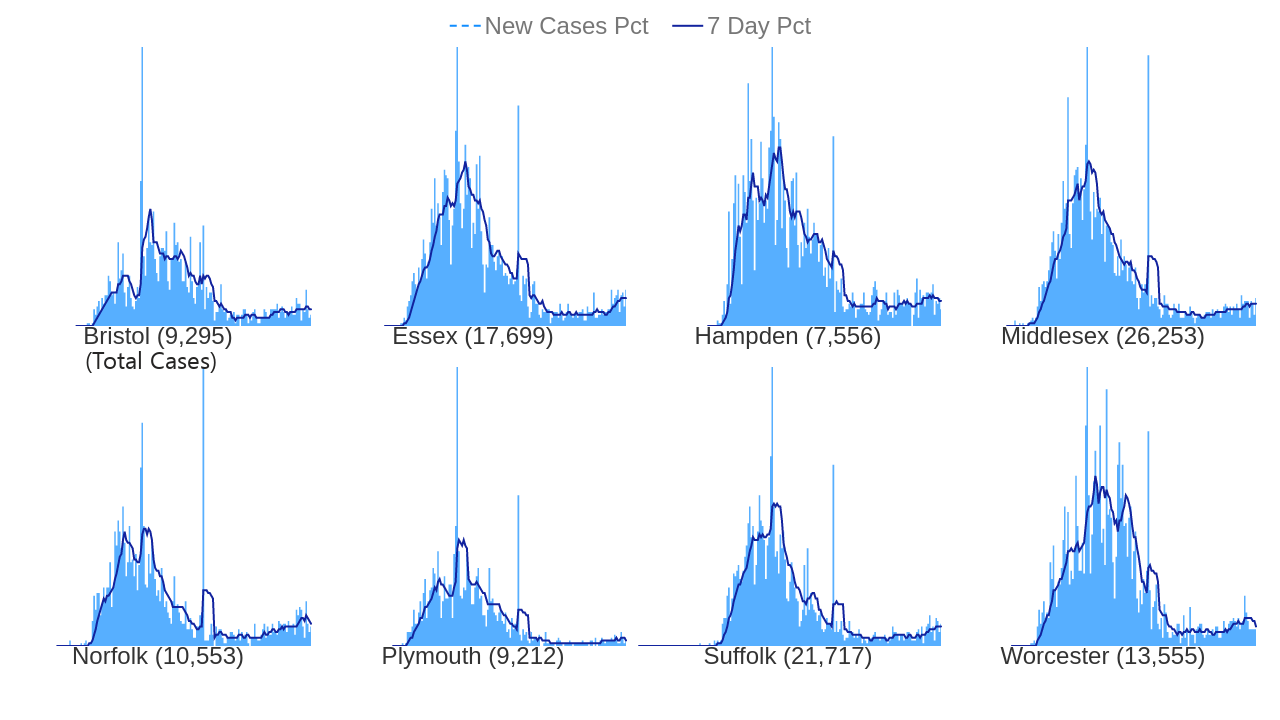 New Cases Pct 7 Day Pct
Bristol (9,295) Essex (17,699) Hampden (7,556) Middlesex (26,253)
(Total Cases)
Norfolk (10,553) Plymouth (9,212) Suffolk (21,717) Worcester (13,555)